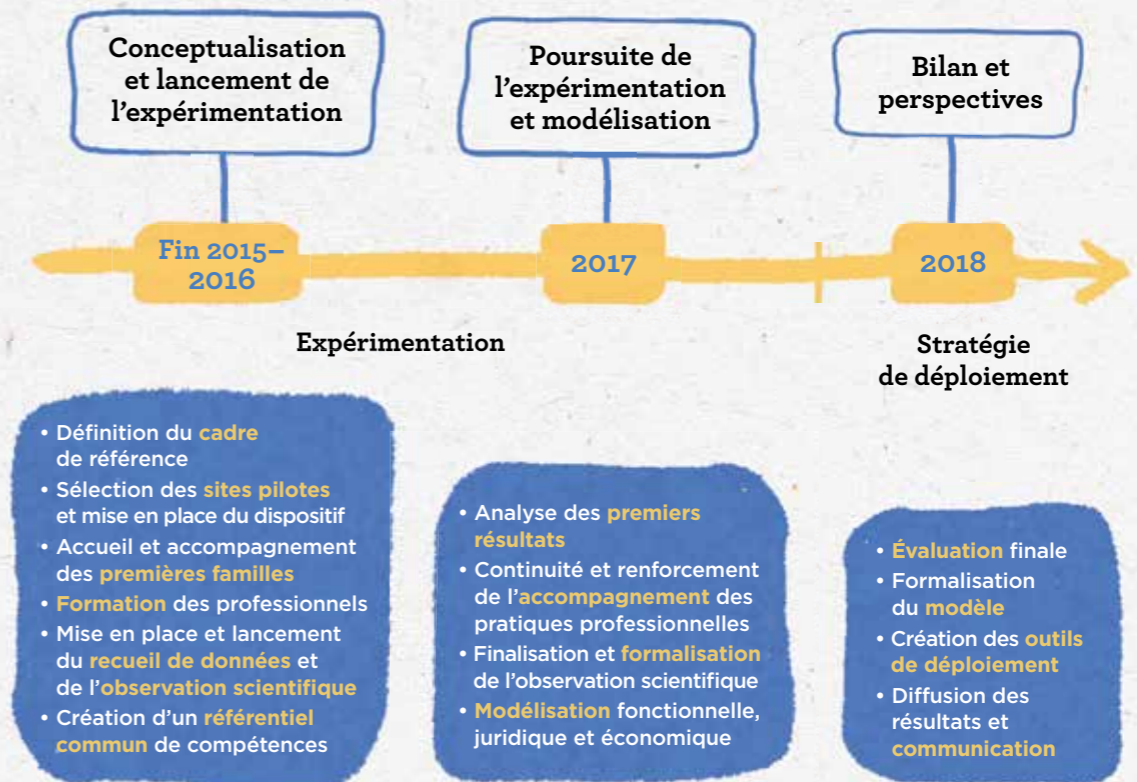 Conceptualisation
et lancement de
l'expérimentation
Poursuite de
l'expérimentation
et modélisation
Bilan et
perspectives
Fin 2015–
2016
2017
2018
Expérimentation
Stratégie
de déploiement
• Définition du cadre
de référence
• Sélection des sites pilotes
et mise en place du dispositif
• Accueil et accompagnement
des premières familles
• Formation des professionnels
• Mise en place et lancement
du recueil de données et
de l'observation scientifique
• Création d'un référentiel
commun de compétences
• Analyse des premiers
résultats
• Continuité et renforcement
de l'accompagnement des
pratiques professionnelles
• Finalisation et formalisation
de l'observation scientifique
• Modélisation fonctionnelle,
juridique et économique
• Évaluation finale
• Formalisation
du modèle
• Création des outils
de déploiement
• Diffusion des
résultats et
communication